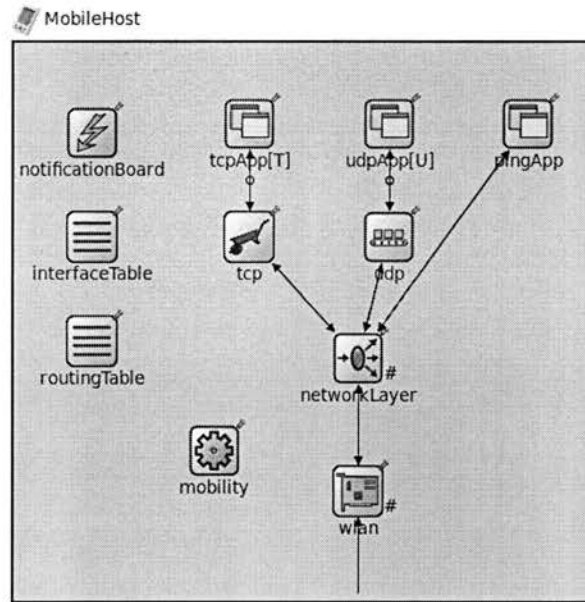 MobileHost
tcpApp[T]
udpApp[U]
pingApp
notificationBoard
interfaceTable
tcp
udp
routingTable
networkLayer
#
mobility
#
wlan